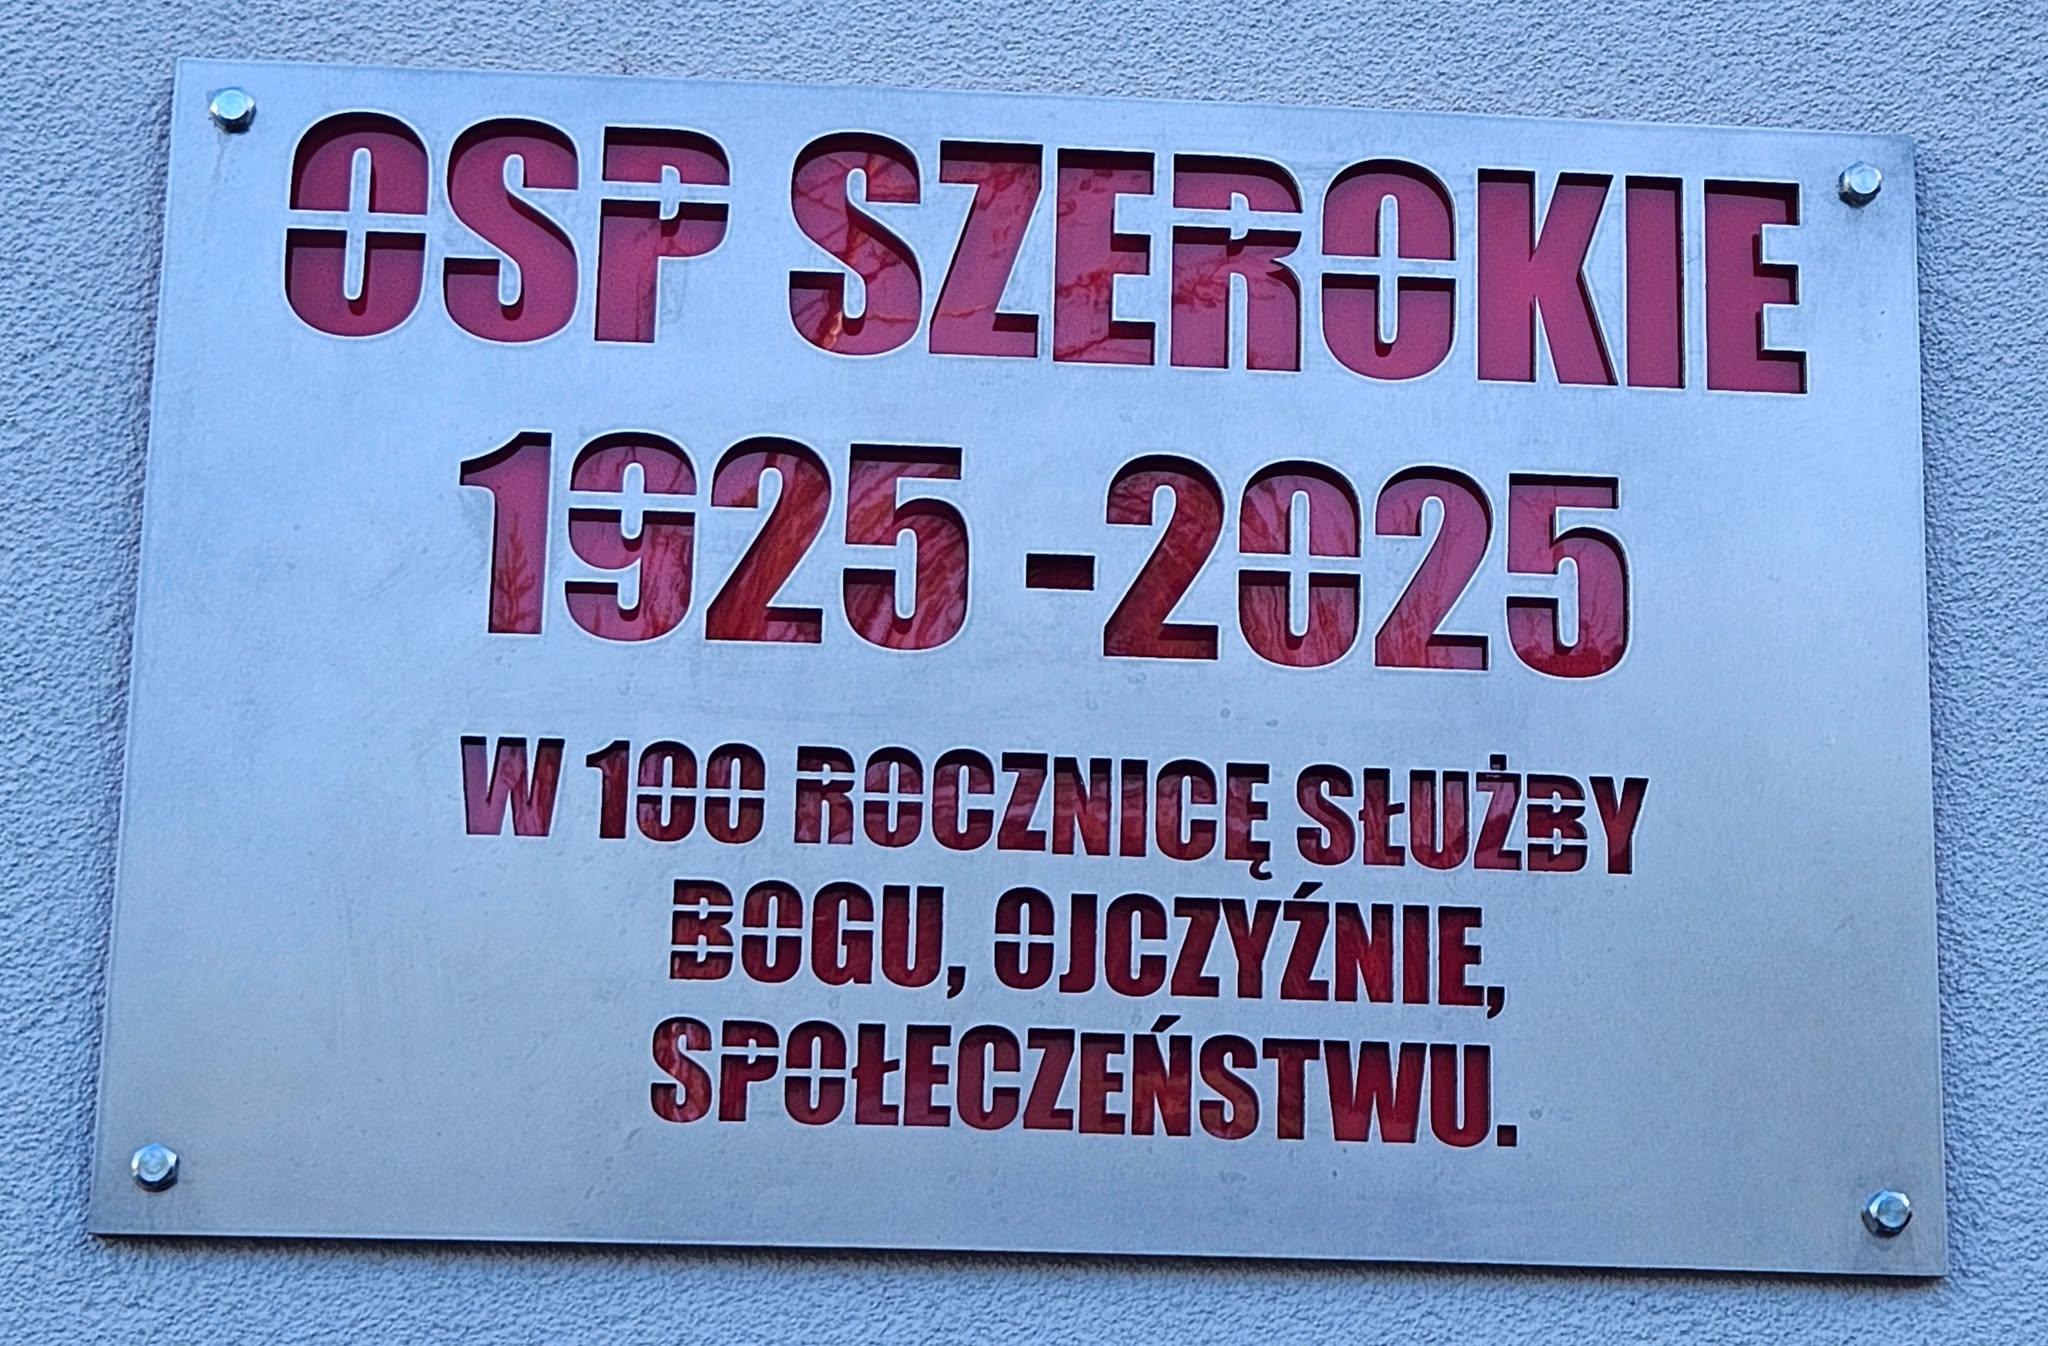 OSP SZEROKIE
1925 - 2025
W 100 ROCZNICĘ SŁUŻBY
BOGU, OJCZYŹNIE,
SPOŁECZEŃSTWU.